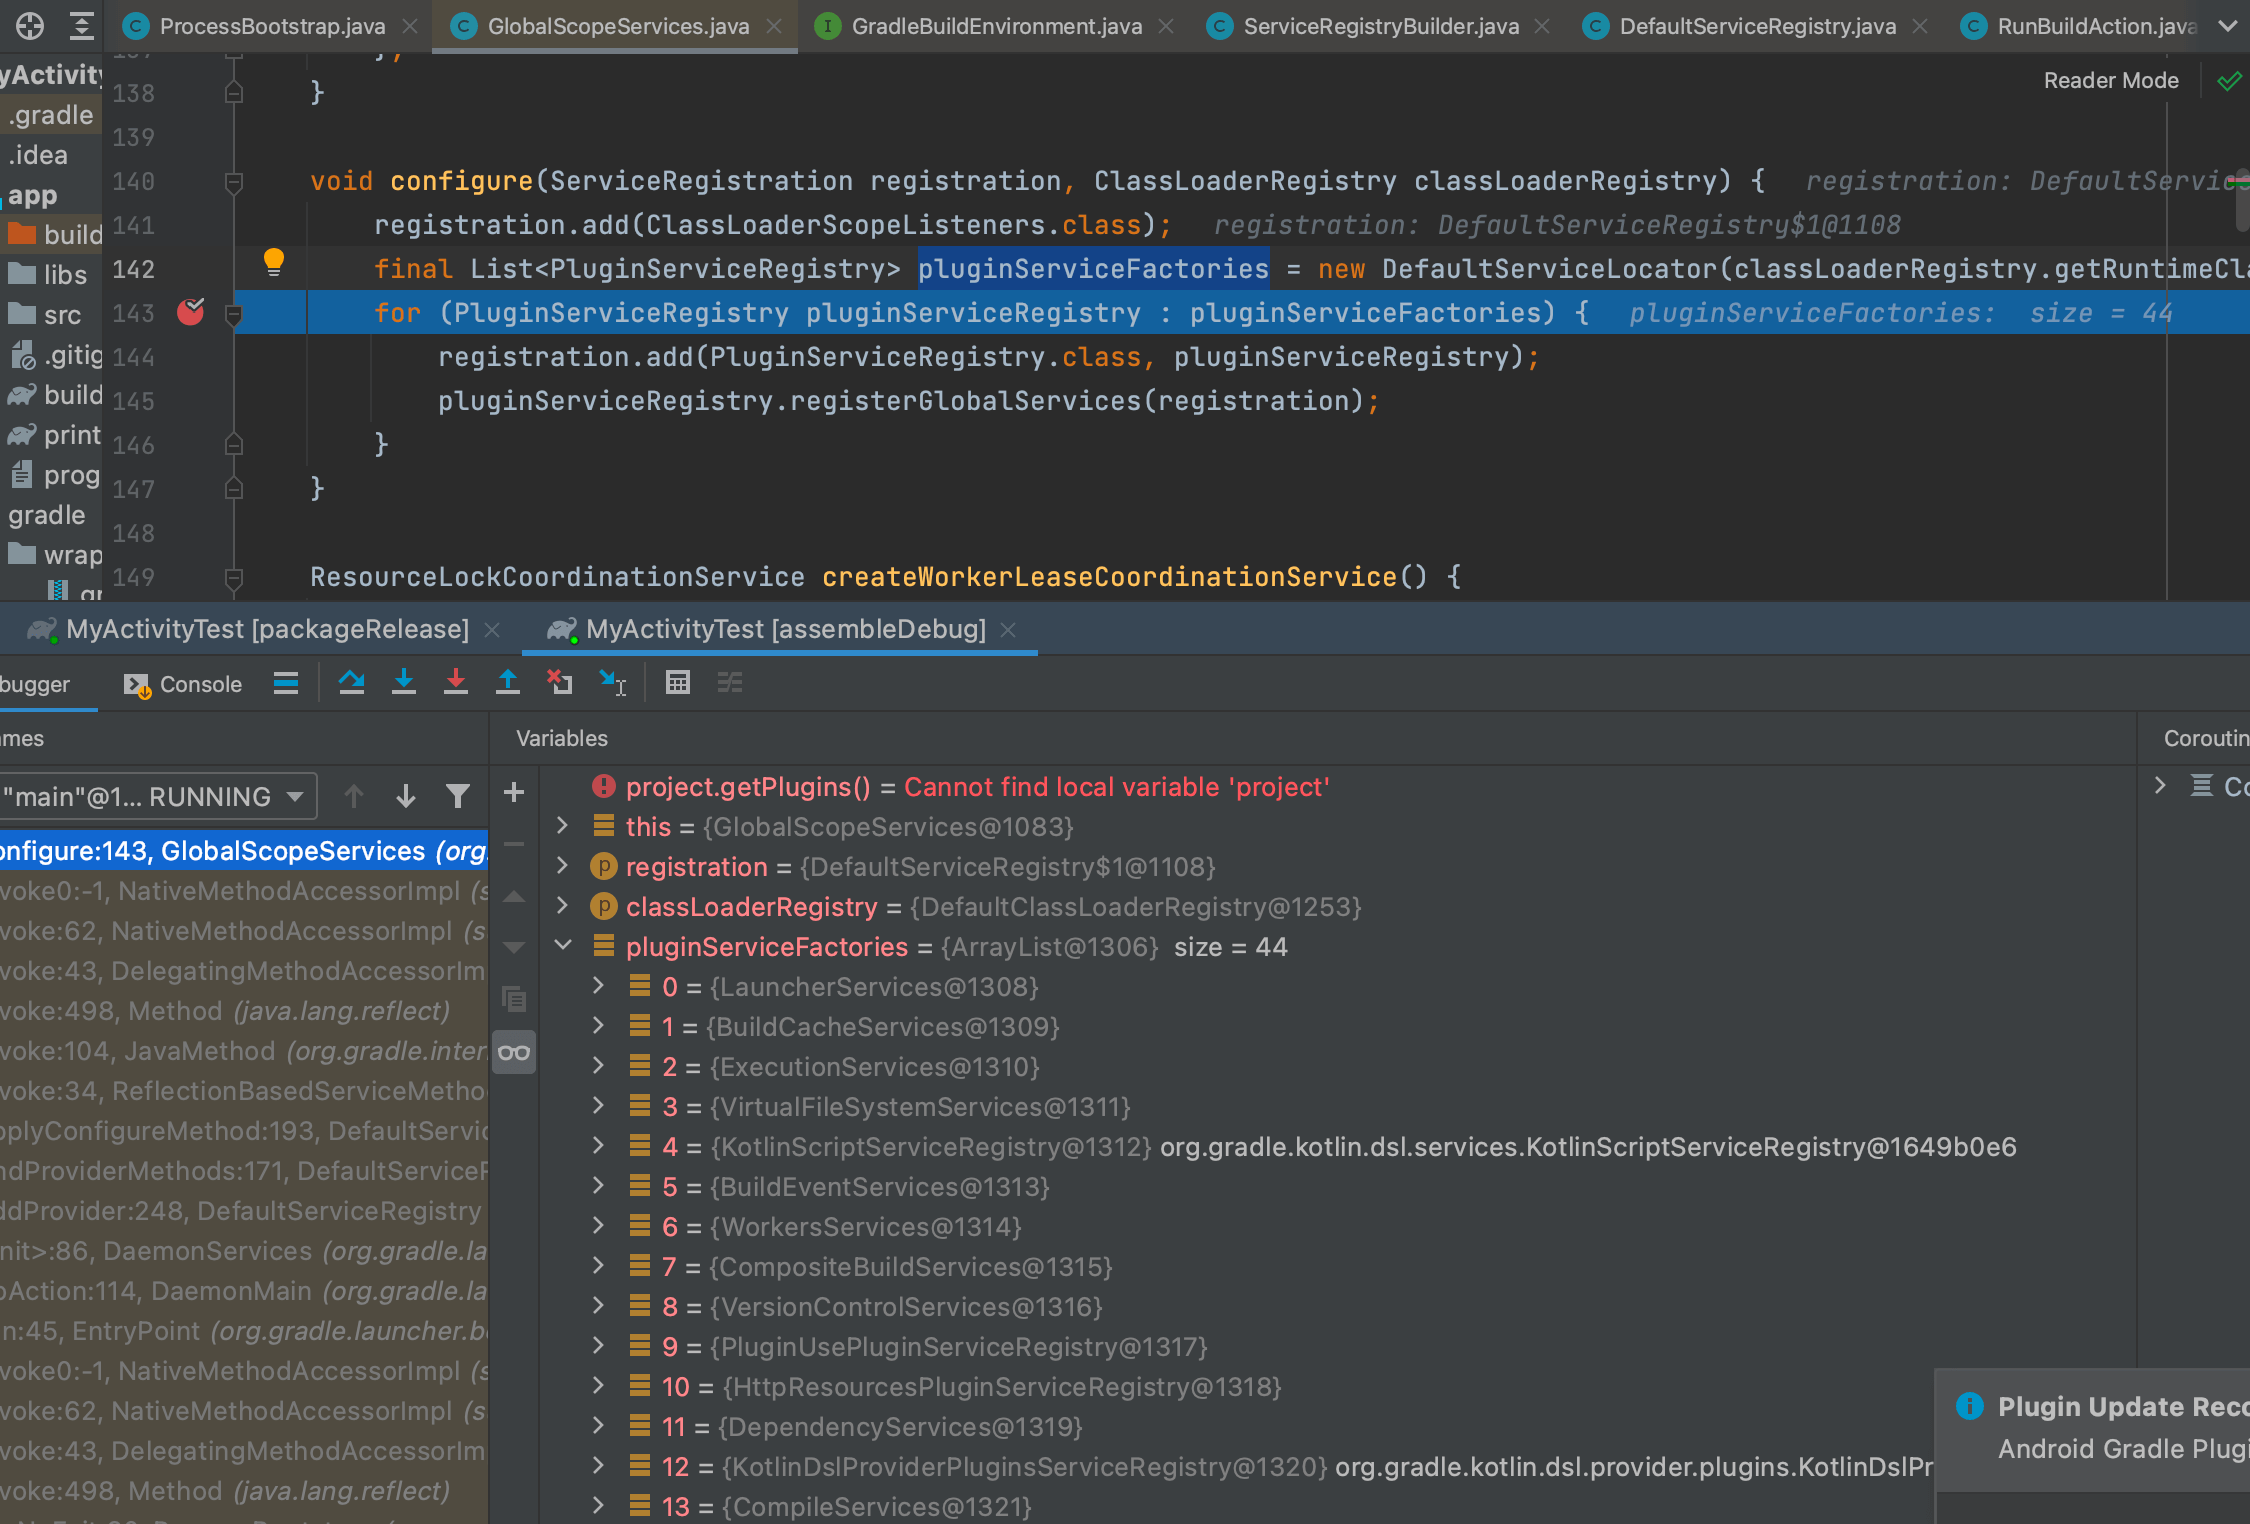 ProcessBootstrap.java GlobalScopeServices.java GradleBuildEnvironment.java ServiceRegistryBuilder.java DefaultServiceRegistry.java RunBuildAction.java
Reader Mode
yActivity
.gradle
.idea
app
build
libs
src
.gitig
build
print
prog
gradle
wrap
gr
137 };
138 }
139
140 void configure(ServiceRegistration registration, ClassLoaderRegistry classLoaderRegistry) { registration: DefaultServices
141 registration.add(ClassLoaderScopeListeners.class); registration: DefaultServiceRegistry$1@1108
142 final List<PluginServiceRegistry> pluginServiceFactories = new DefaultServiceLocator(classLoaderRegistry.getRuntimeCla
143 for (PluginServiceRegistry pluginServiceRegistry : pluginServiceFactories) { pluginServiceFactories: size = 44
144 registration.add(PluginServiceRegistry.class, pluginServiceRegistry);
145 pluginServiceRegistry.registerGlobalServices(registration);
146 }
147 }
148
149 ResourceLockCoordinationService createWorkerLeaseCoordinationService() {
MyActivityTest [packageRelease] MyActivityTest [assembleDebug]
bugger Console
mes
"main"@1... RUNNING
onfigure:143, GlobalScopeServices (org.
voke0:-1, NativeMethodAccessorImpl (s
voke:62, NativeMethodAccessorImpl (s
voke:43, DelegatingMethodAccessorIm
voke:498, Method (java.lang.reflect)
voke:104, JavaMethod (org.gradle.inter
voke:34, ReflectionBasedServiceMetho
pplyConfigureMethod:193, DefaultServic
ndProviderMethods:171, DefaultServiceR
ddProvider:248, DefaultServiceRegistry
nit>:86, DaemonServices (org.gradle.la
oAction:114, DaemonMain (org.gradle.la
n:45, EntryPoint (org.gradle.launcher.bo
voke0:-1, NativeMethodAccessorImpl (s
voke:62, NativeMethodAccessorImpl (s
voke:43, DelegatingMethodAccessorIm
voke:498, Method (java.lang.reflect)
Variables
project.getPlugins() = Cannot find local variable 'project'
this = {GlobalScopeServices@1083}
registration = {DefaultServiceRegistry$1@1108}
classLoaderRegistry = {DefaultClassLoaderRegistry@1253}
pluginServiceFactories = {ArrayList@1306} size = 44
0 = {LauncherServices@1308}
1 = {BuildCacheServices@1309}
2 = {ExecutionServices@1310}
3 = {VirtualFileSystemServices@1311}
4 = {KotlinScriptServiceRegistry@1312} org.gradle.kotlin.dsl.services.KotlinScriptServiceRegistry@1649b0e6
5 = {BuildEventServices@1313}
6 = {WorkersServices@1314}
7 = {CompositeBuildServices@1315}
8 = {VersionControlServices@1316}
9 = {PluginUsePluginServiceRegistry@1317}
10 = {HttpResourcesPluginServiceRegistry@1318}
11 = {DependencyServices@1319}
12 = {KotlinDslProviderPluginsServiceRegistry@1320} org.gradle.kotlin.dsl.provider.plugins.KotlinDslPr
13 = {CompileServices@1321}
Coroutin
Co
Plugin Update Reco
Android Gradle Plugi